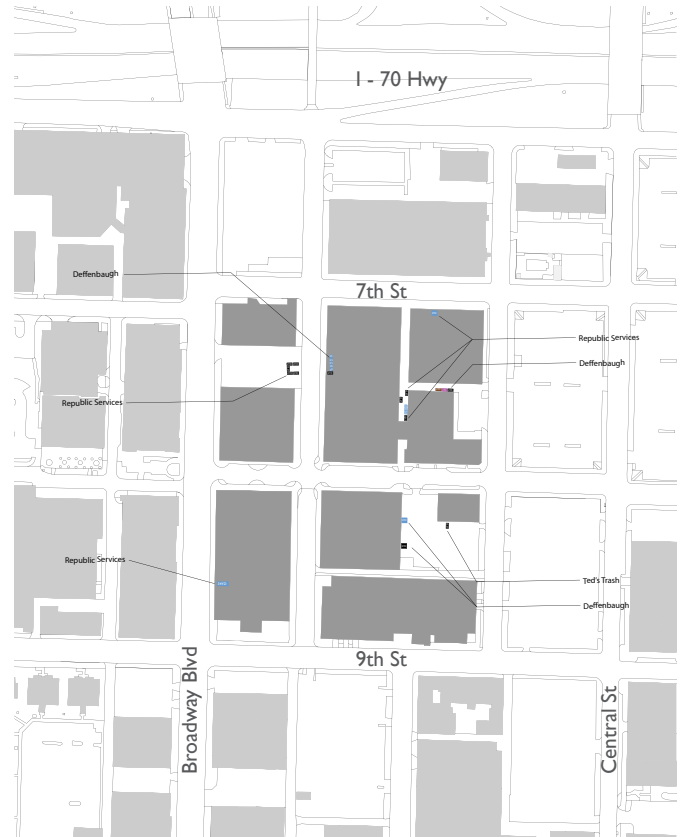 I - 70 Hwy
Deffenbaugh
7th St
Republic Services
Deffenbaugh
Republic Services
Republic Services
Ted's Trash
Deffenbaugh
9th St
Broadway Blvd
Central St